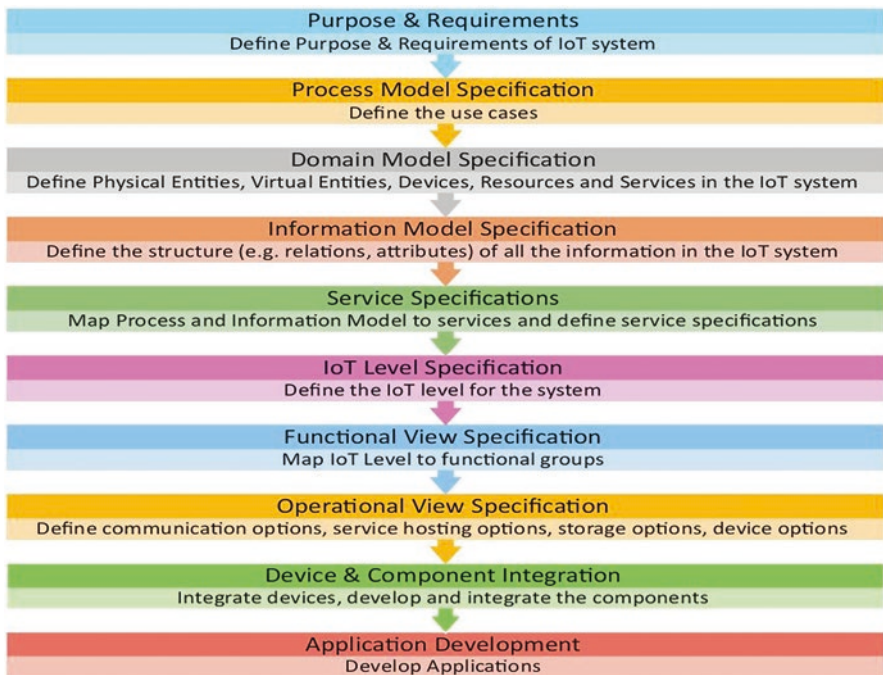 Purpose & Requirements
Define Purpose & Requirements of IoT system
Process Model Specification
Define the use cases
Domain Model Specification
Define Physical Entities, Virtual Entities, Devices, Resources and Services in the IoT system
Information Model Specification
Define the structure (e.g. relations, attributes) of all the information in the IoT system
Service Specifications
Map Process and Information Model to services and define service specifications
IoT Level Specification
Define the IoT level for the system
Functional View Specification
Map IoT Level to functional groups
Operational View Specification
Define communication options, service hosting options, storage options, device options
Device & Component Integration
Integrate devices, develop and integrate the components
Application Development
Develop Applications